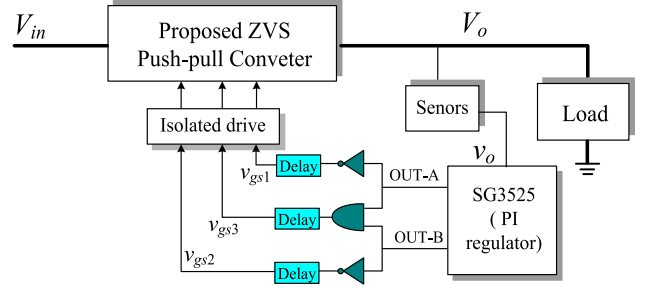 V_in
Proposed ZVS
Push-pull Conveter
V_o
Isolated drive
Senors
Load
v_gs1
Delay
OUT-A
v_o
SG3525
( PI
regulator)
v_gs3
Delay
OUT-B
v_gs2
Delay